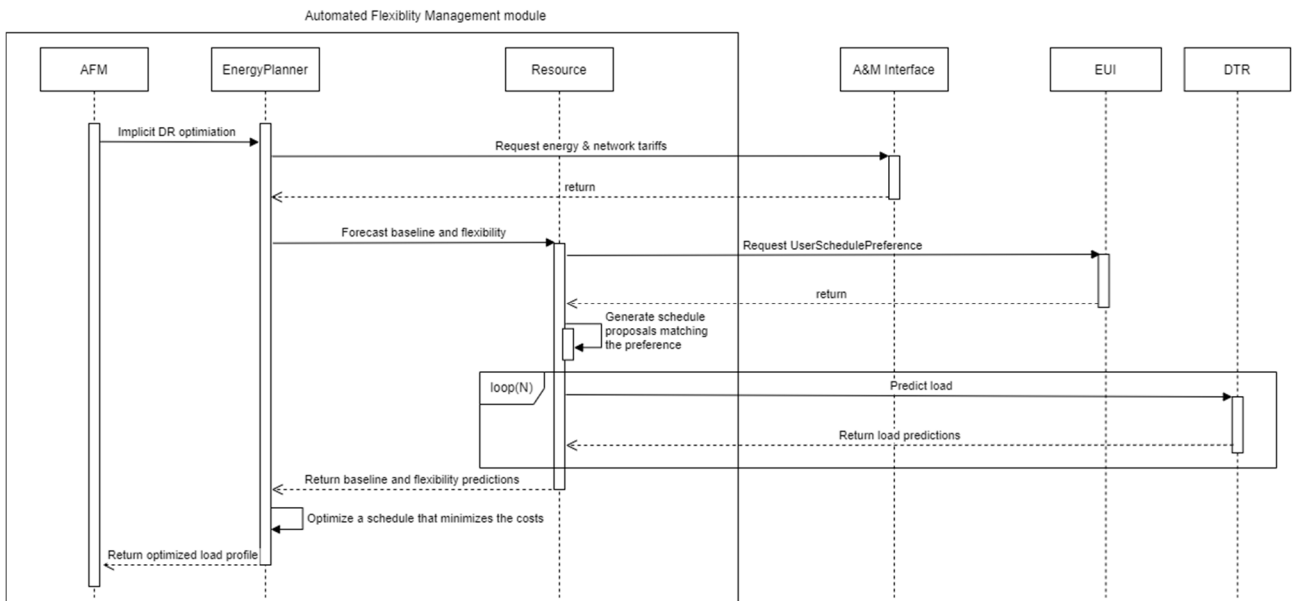 Automated Flexiblity Management module
AFM
EnergyPlanner
Resource
A&M Interface
EUI
DTR
Implicit DR optimiation
Request energy & network tariffs
return
Forecast baseline and flexibility
Request UserSchedulePreference
return
Generate schedule
proposals matching
the preference
loop(N)
Predict load
Return load predictions
Return baseline and flexibility predictions
Optimize a schedule that minimizes the costs
Return optimized load profile